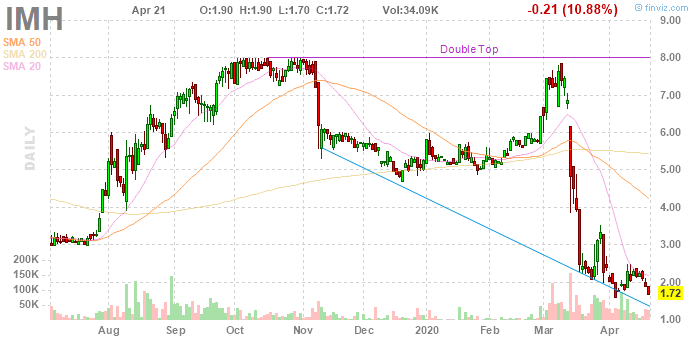 IMH Apr 21 O:1.90 H:1.90 L:1.70 C:1.72 Vol:34.09K -0.21 (10.88%) © finviz.com
SMA 50
SMA 200
SMA 20
Double Top
DAILY
8.00
7.00
6.00
5.00
4.00
3.00
2.00
1.72
1.00
200K
150K
100K
50K
Aug Sep Oct Nov Dec 2020 Feb Mar Apr